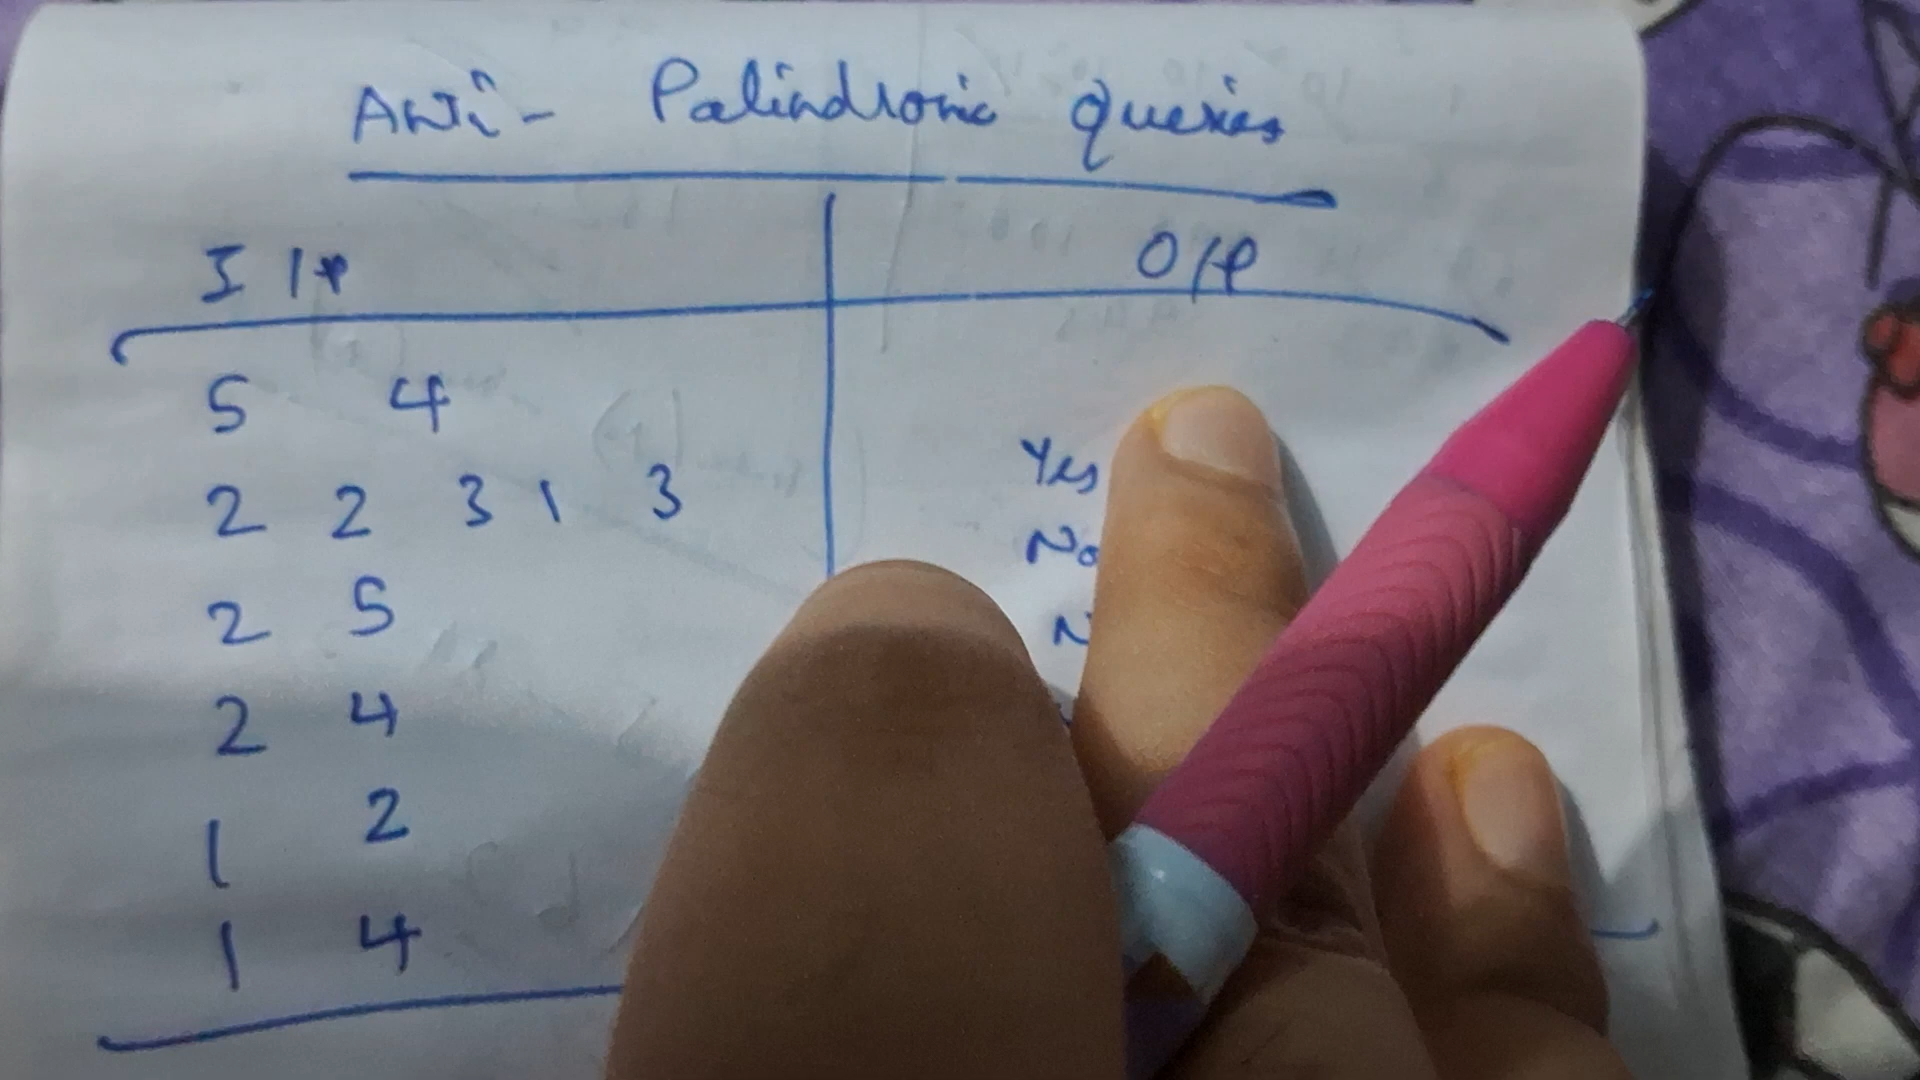 Anti- Palindromic queries
I/P O/P
5 4
2 2 3 1 3
Yes
No
2 5
2 4
1 2
1 4